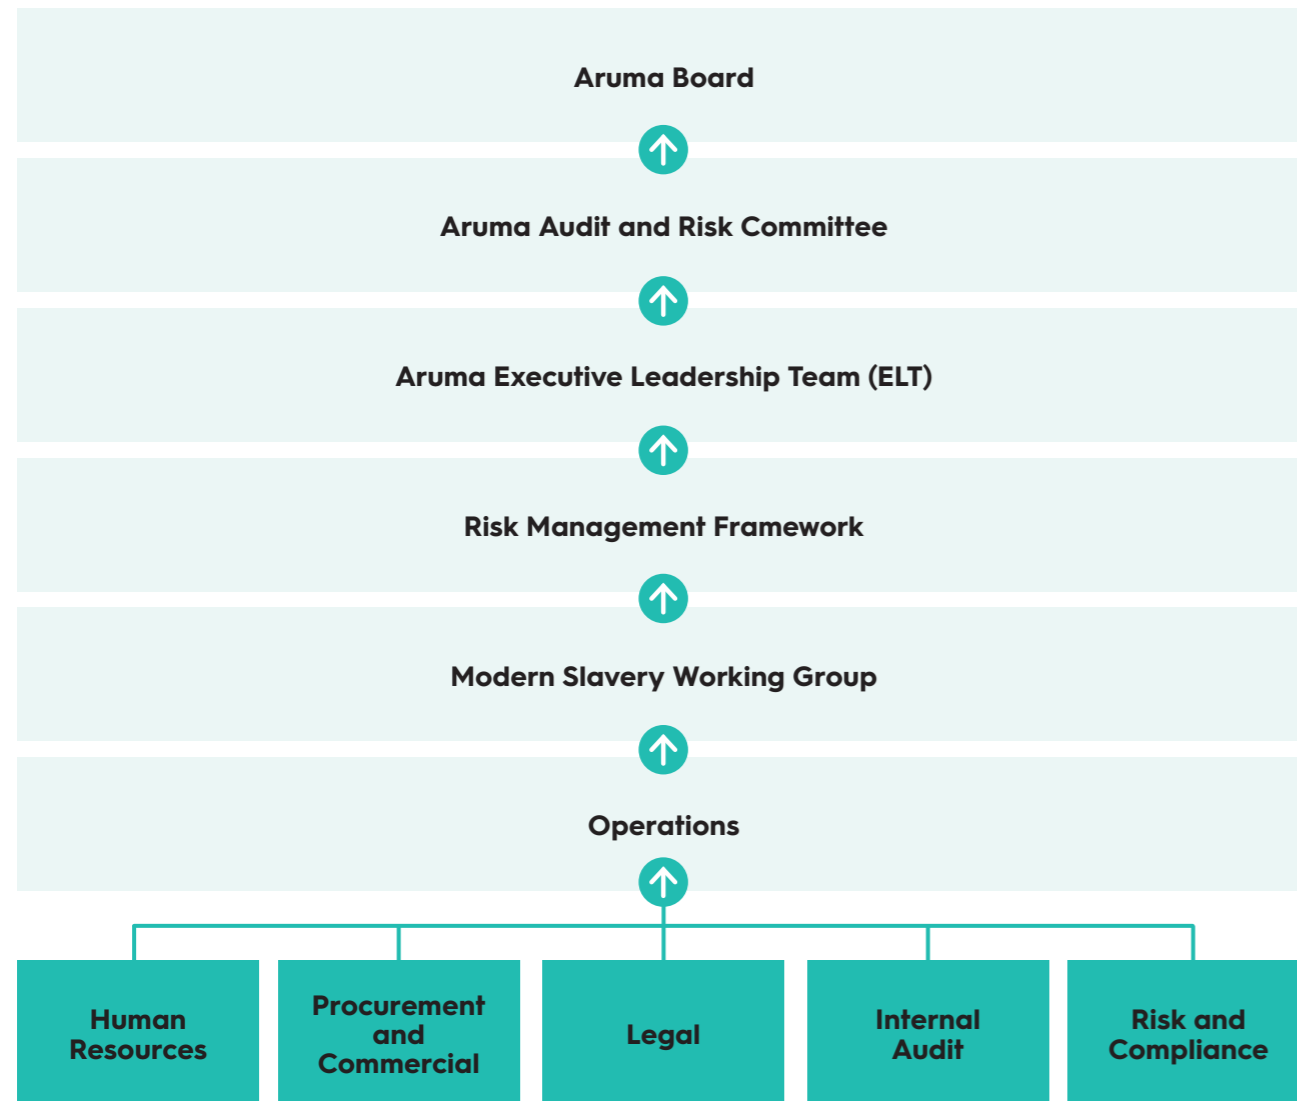 Aruma Board
Aruma Audit and Risk Committee
Aruma Executive Leadership Team (ELT)
Risk Management Framework
Modern Slavery Working Group
Operations
Human
Resources
Procurement
and
Commercial
Legal
Internal
Audit
Risk and
Compliance